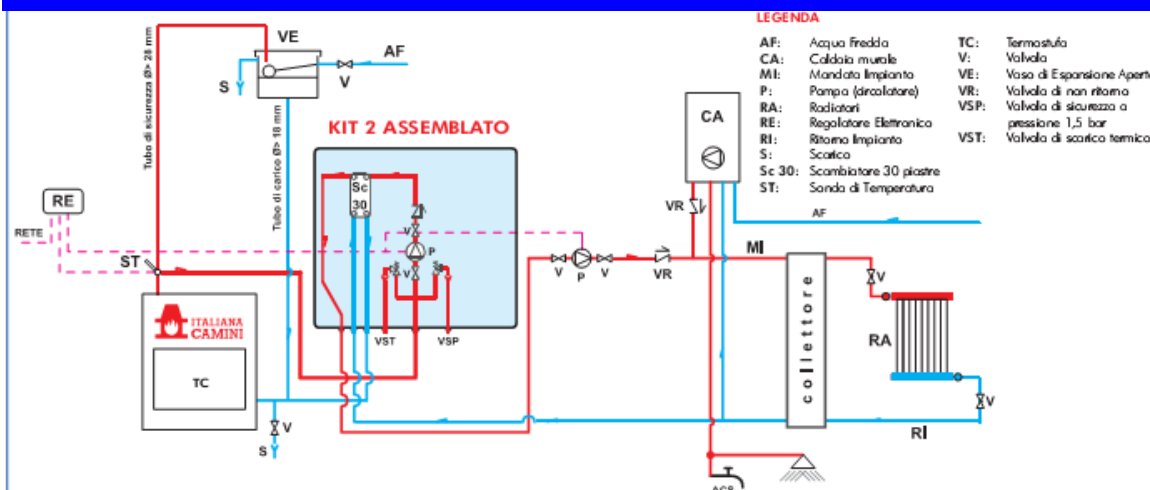 LEGENDA
AF: Acqua Fredda
CA: Caldaia murale
MI: Mandata Impianto
P: Pompa (circolatore)
RA: Radiatori
RE: Regolatore Elettronico
RI: Ritorno Impianto
S: Scarico
Sc 30: Scambiatore 30 piastre
ST: Sonda di Temperatura
TC: Termostufa
V: Valvola
VE: Vaso di Espansione Aperto
VR: Valvola di non ritorno
VSP: Valvola di sicurezza a
pressione 1,5 bar
VST: Valvola di scarico termico
VE
AF
S
V
Tubo di sicurezza Ø> 28 mm
Tubo di carico Ø> 18 mm
KIT 2 ASSEMBLATO
Sc
30
V
P
V
VST
VSP
RE
RETE
ST
ITALIANA
CAMINI
TC
V
S
CA
VR
AF
V
P
V
VR
MI
collettore
V
RA
V
RI
ACS